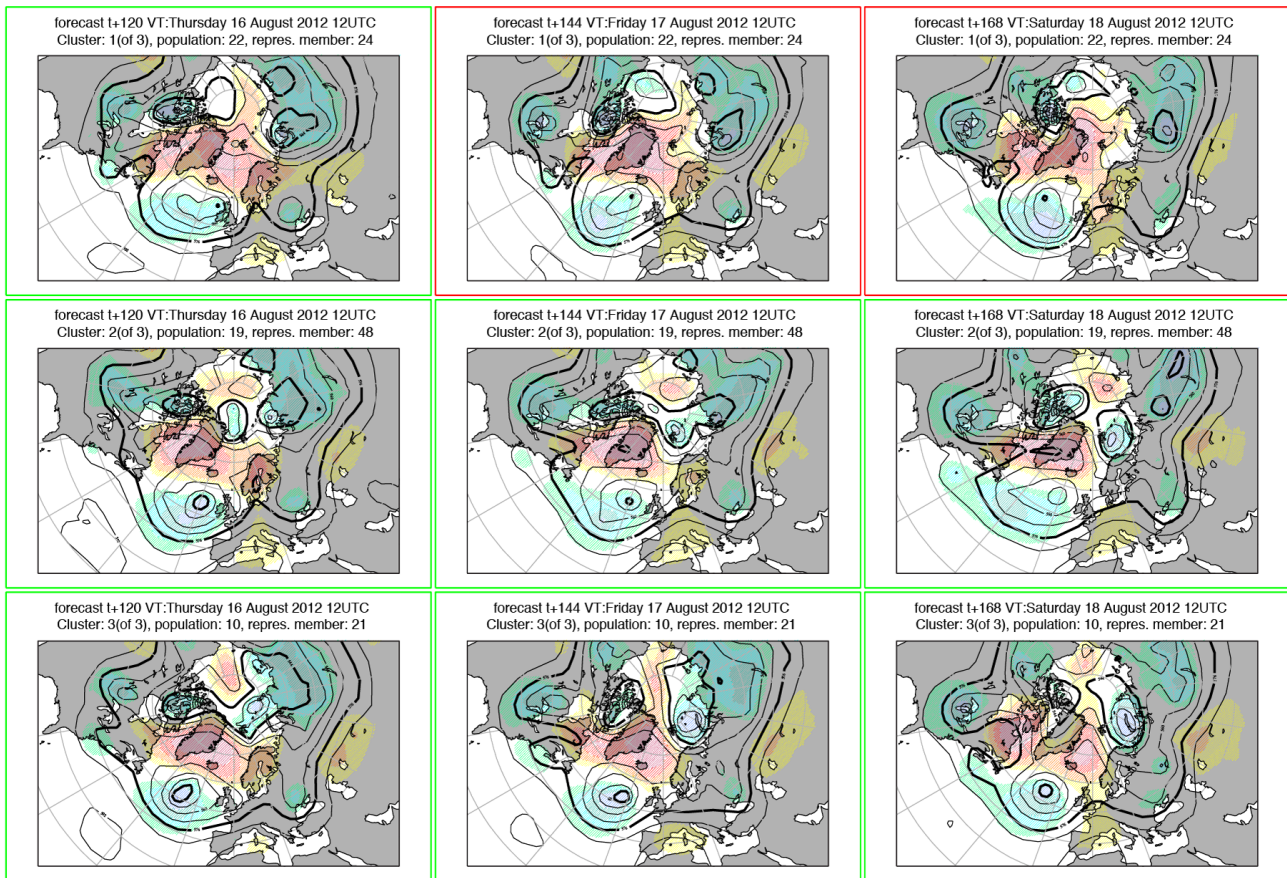 forecast t+120 VT:Thursday 16 August 2012 12UTC
Cluster: 1(of 3), population: 22, repres. member: 24
forecast t+144 VT:Friday 17 August 2012 12UTC
Cluster: 1(of 3), population: 22, repres. member: 24
forecast t+168 VT:Saturday 18 August 2012 12UTC
Cluster: 1(of 3), population: 22, repres. member: 24
forecast t+120 VT:Thursday 16 August 2012 12UTC
Cluster: 2(of 3), population: 19, repres. member: 48
forecast t+144 VT:Friday 17 August 2012 12UTC
Cluster: 2(of 3), population: 19, repres. member: 48
forecast t+168 VT:Saturday 18 August 2012 12UTC
Cluster: 2(of 3), population: 19, repres. member: 48
forecast t+120 VT:Thursday 16 August 2012 12UTC
Cluster: 3(of 3), population: 10, repres. member: 21
forecast t+144 VT:Friday 17 August 2012 12UTC
Cluster: 3(of 3), population: 10, repres. member: 21
forecast t+168 VT:Saturday 18 August 2012 12UTC
Cluster: 3(of 3), population: 10, repres. member: 21